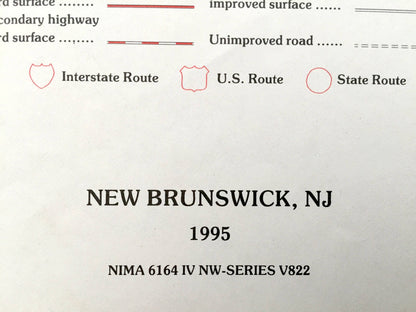 rd surface ........ improved surface ......
condary highway
rd surface ........ Unimproved road ......
Interstate Route U.S. Route State Route
NEW BRUNSWICK, NJ
1995
NIMA 6164 IV NW-SERIES V822